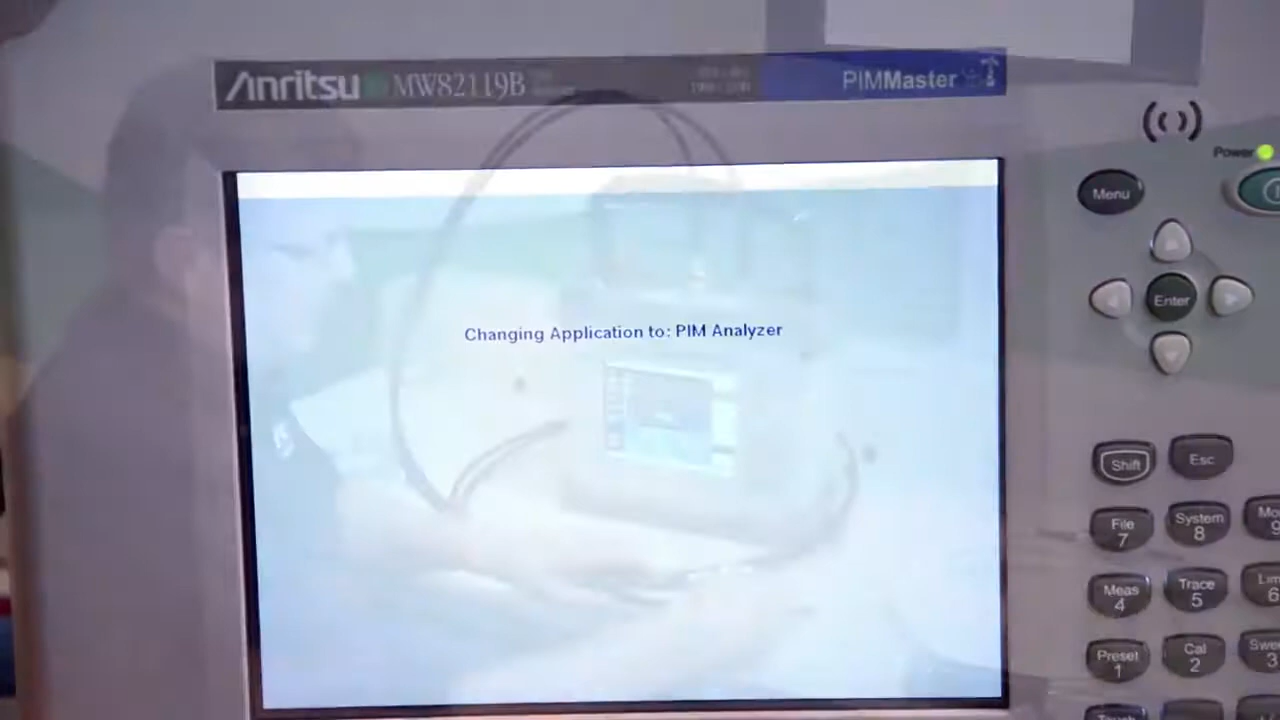 Anritsu MW82119B PIMMaster
Power
Menu
Changing Application to: PIM Analyzer
Enter
Shift Esc
File 7 System 8
Meas 4 Trace 5
Preset 1 Cal 2 3